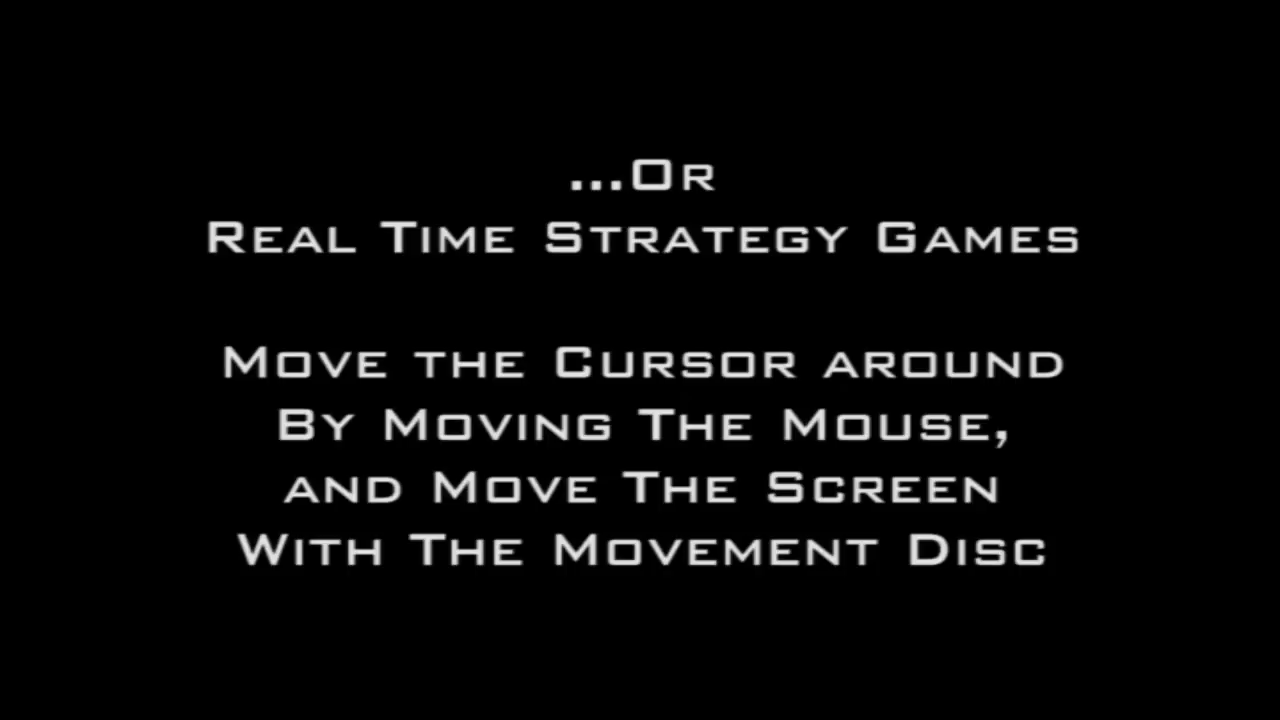 ...Or
Real Time Strategy Games
Move the Cursor around
By Moving The Mouse,
and Move The Screen
With The Movement Disc